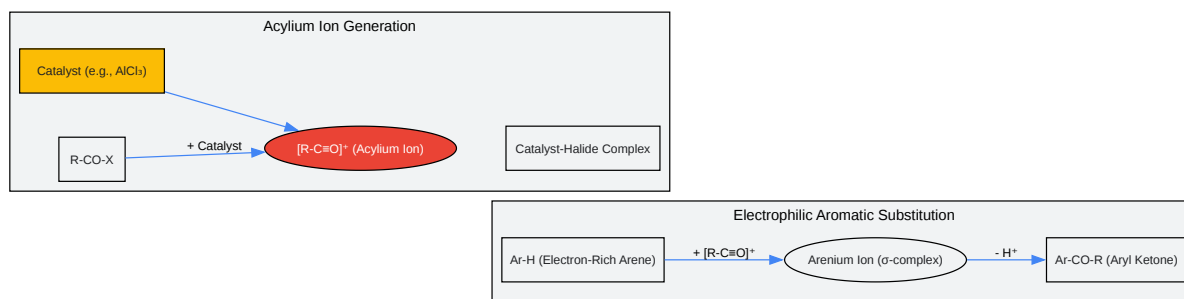 Acylium Ion Generation
Catalyst (e.g., AlCl₃)
R-CO-X
+ Catalyst
[R-C≡O]⁺ (Acylium Ion)
Catalyst-Halide Complex
Electrophilic Aromatic Substitution
Ar-H (Electron-Rich Arene)
+ [R-C≡O]⁺
Arenium Ion (σ-complex)
- H⁺
Ar-CO-R (Aryl Ketone)